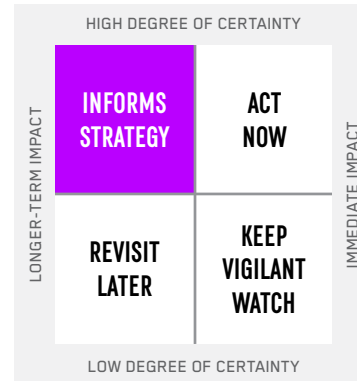 HIGH DEGREE OF CERTAINTY
LONGER-TERM IMPACT
INFORMS
STRATEGY
ACT
NOW
IMMEDIATE IMPACT
REVISIT
LATER
KEEP
VIGILANT
WATCH
LOW DEGREE OF CERTAINTY